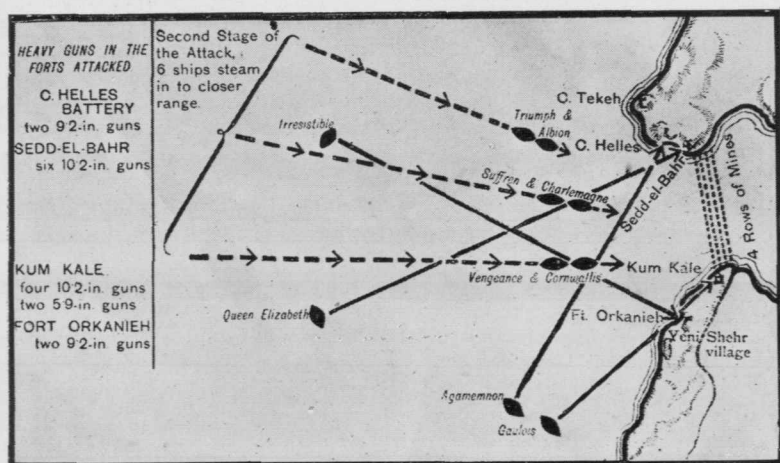 HEAVY GUNS IN THE
FORTS ATTACKED
C. HELLES
BATTERY
two 9·2-in. guns
SEDD-EL-BAHR
six 10·2-in. guns
KUM KALE
four 10·2-in. guns
two 5·9-in. guns
FORT ORKANIEH
two 9·2-in. guns
Second Stage of
the Attack,
6 ships steam
in to closer
range.
Irresistible
Triumph &
Albion
C. Tekeh
C. Helles
Suffren & Charlemagne
Sedd-el-Bahr
4 Rows of Mines
Vengeance & Cornwallis
Kum Kale
Queen Elizabeth
Ft. Orkanieh
Yeni-Shehr
village
Agamemnon
Gaulois